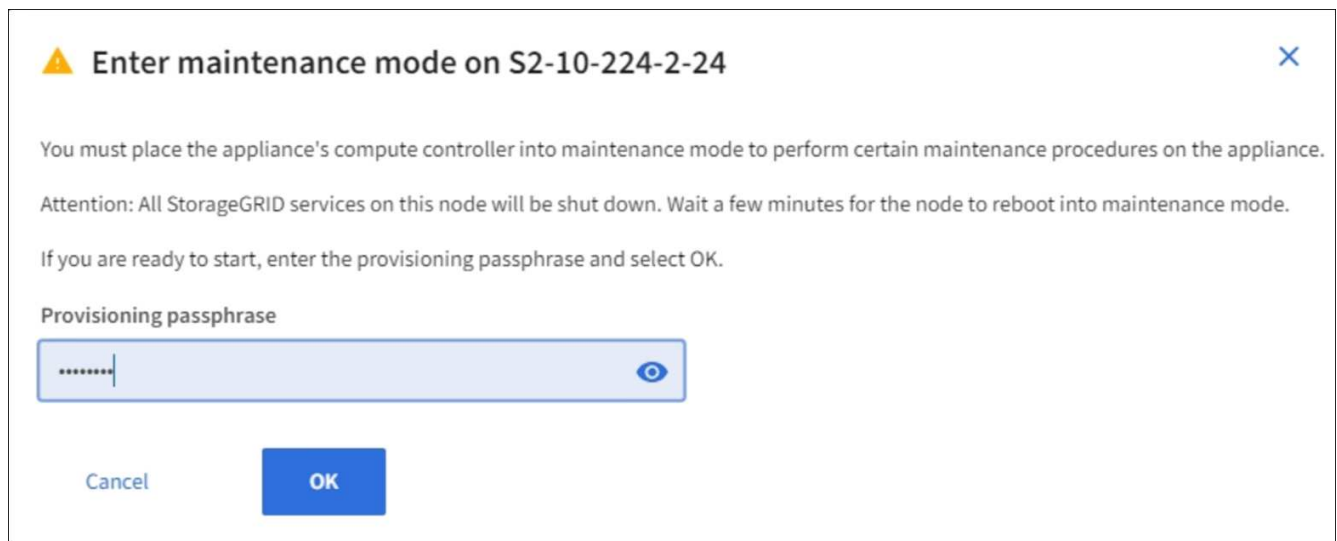 Enter maintenance mode on S2-10-224-2-24
You must place the appliance's compute controller into maintenance mode to perform certain maintenance procedures on the appliance.
Attention: All StorageGRID services on this node will be shut down. Wait a few minutes for the node to reboot into maintenance mode.
If you are ready to start, enter the provisioning passphrase and select OK.
Provisioning passphrase
••••••••
Cancel
OK